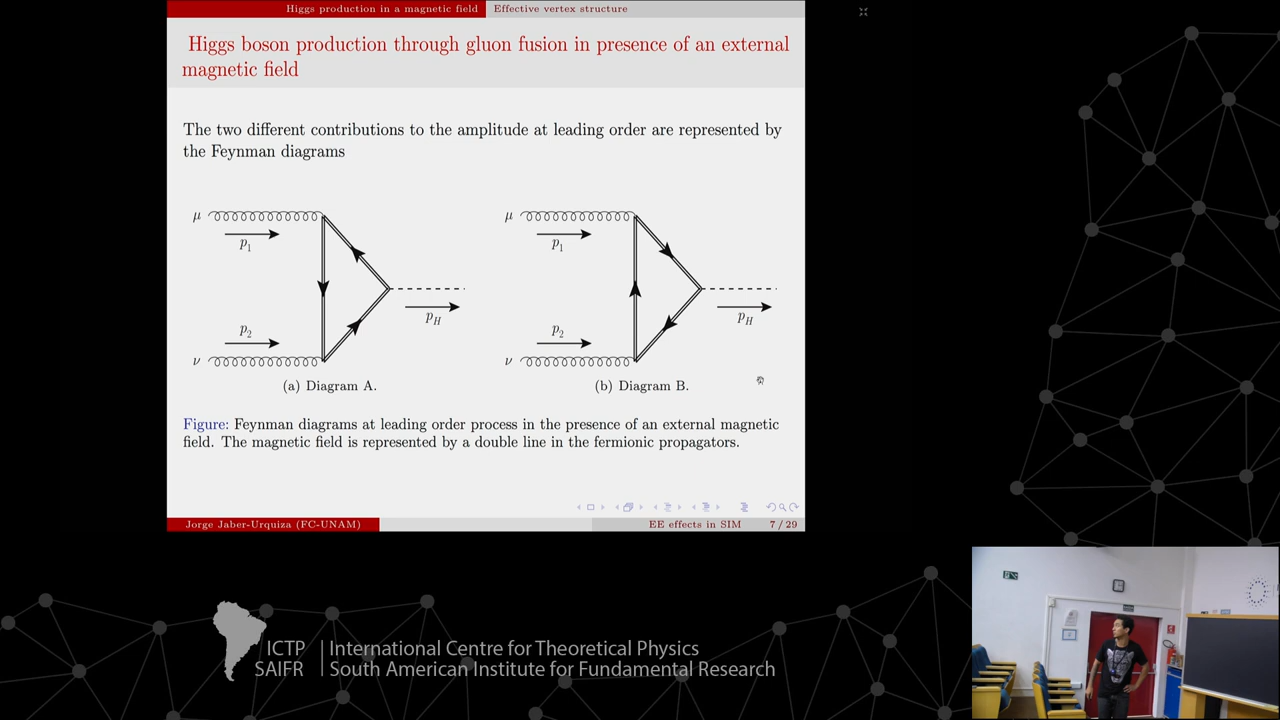 Higgs production in a magnetic field Effective vertex structure
Higgs boson production through gluon fusion in presence of an external
magnetic field
The two different contributions to the amplitude at leading order are represented by
the Feynman diagrams
μ
p1
p2
ν
pH
(a) Diagram A.
μ
p1
p2
ν
pH
(b) Diagram B.
Figure: Feynman diagrams at leading order process in the presence of an external magnetic
field. The magnetic field is represented by a double line in the fermionic propagators.
Jorge Jaber-Urquiza (FC-UNAM) EE effects in SIM 7 / 29
ICTP International Centre for Theoretical Physics
SAIFR South American Institute for Fundamental Research